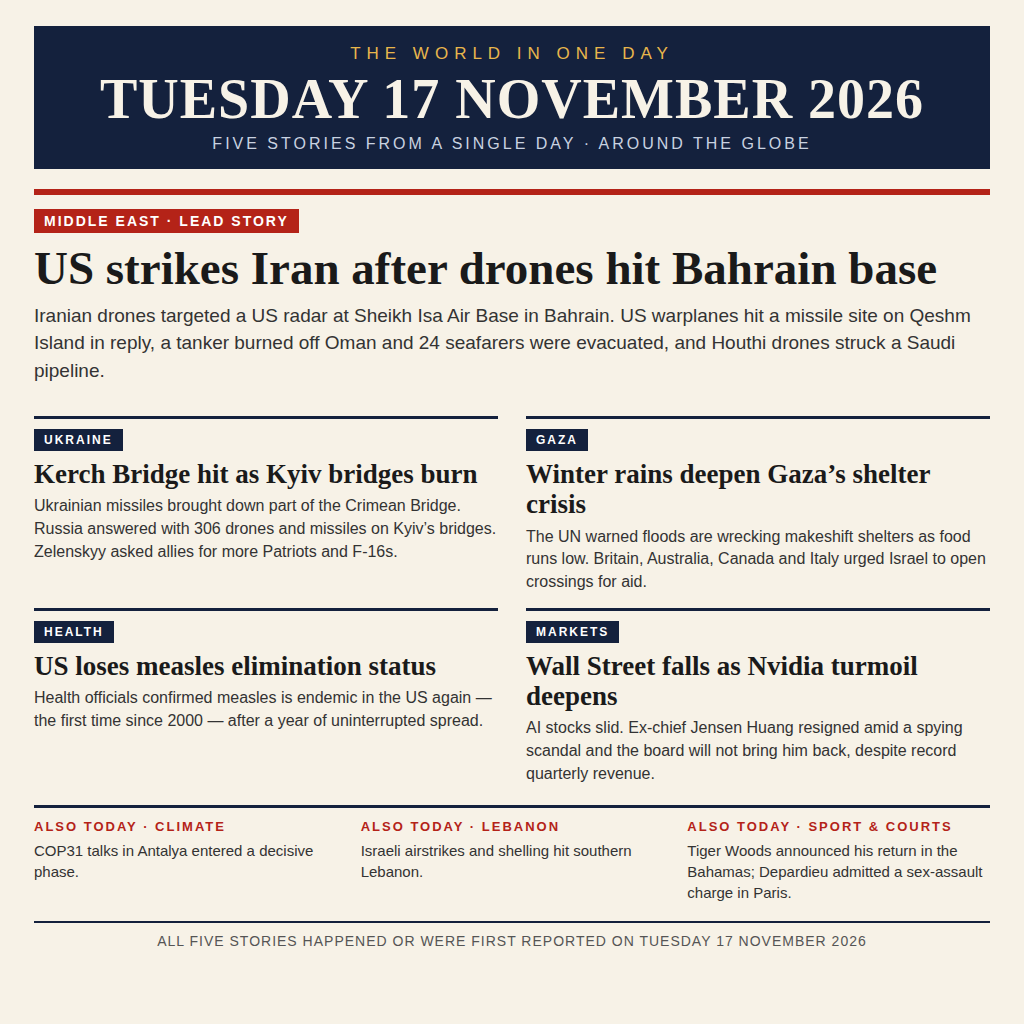 THE WORLD IN ONE DAY
TUESDAY 17 NOVEMBER 2026
FIVE STORIES FROM A SINGLE DAY · AROUND THE GLOBE
MIDDLE EAST · LEAD STORY
US strikes Iran after drones hit Bahrain base
Iranian drones targeted a US radar at Sheikh Isa Air Base in Bahrain. US warplanes hit a missile site on Qeshm
Island in reply, a tanker burned off Oman and 24 seafarers were evacuated, and Houthi drones struck a Saudi
pipeline.
UKRAINE
Kerch Bridge hit as Kyiv bridges burn
Ukrainian missiles brought down part of the Crimean Bridge.
Russia answered with 306 drones and missiles on Kyiv’s bridges.
Zelenskyy asked allies for more Patriots and F-16s.
GAZA
Winter rains deepen Gaza’s shelter
crisis
The UN warned floods are wrecking makeshift shelters as food
runs low. Britain, Australia, Canada and Italy urged Israel to open
crossings for aid.
HEALTH
US loses measles elimination status
Health officials confirmed measles is endemic in the US again —
the first time since 2000 — after a year of uninterrupted spread.
MARKETS
Wall Street falls as Nvidia turmoil
deepens
AI stocks slid. Ex-chief Jensen Huang resigned amid a spying
scandal and the board will not bring him back, despite record
quarterly revenue.
ALSO TODAY · CLIMATE
COP31 talks in Antalya entered a decisive
phase.
ALSO TODAY · LEBANON
Israeli airstrikes and shelling hit southern
Lebanon.
ALSO TODAY · SPORT & COURTS
Tiger Woods announced his return in the
Bahamas; Depardieu admitted a sex-assault
charge in Paris.
ALL FIVE STORIES HAPPENED OR WERE FIRST REPORTED ON TUESDAY 17 NOVEMBER 2026